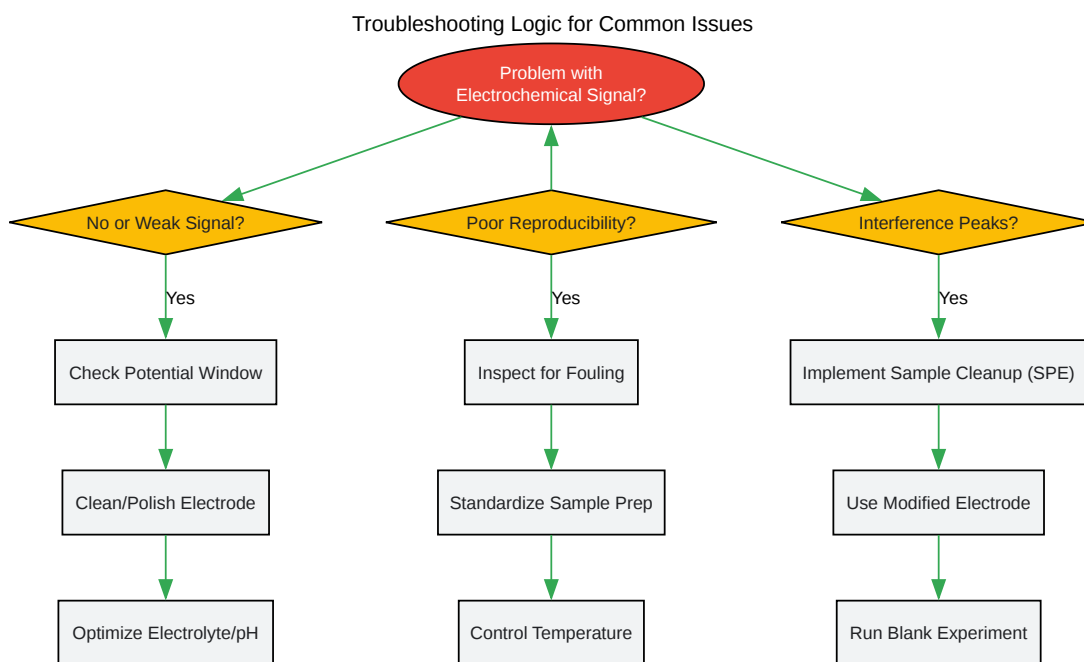 Troubleshooting Logic for Common Issues
Problem with
Electrochemical Signal?
No or Weak Signal?
Poor Reproducibility?
Interference Peaks?
Yes
Yes
Yes
Check Potential Window
Inspect for Fouling
Implement Sample Cleanup (SPE)
Clean/Polish Electrode
Standardize Sample Prep
Use Modified Electrode
Optimize Electrolyte/pH
Control Temperature
Run Blank Experiment